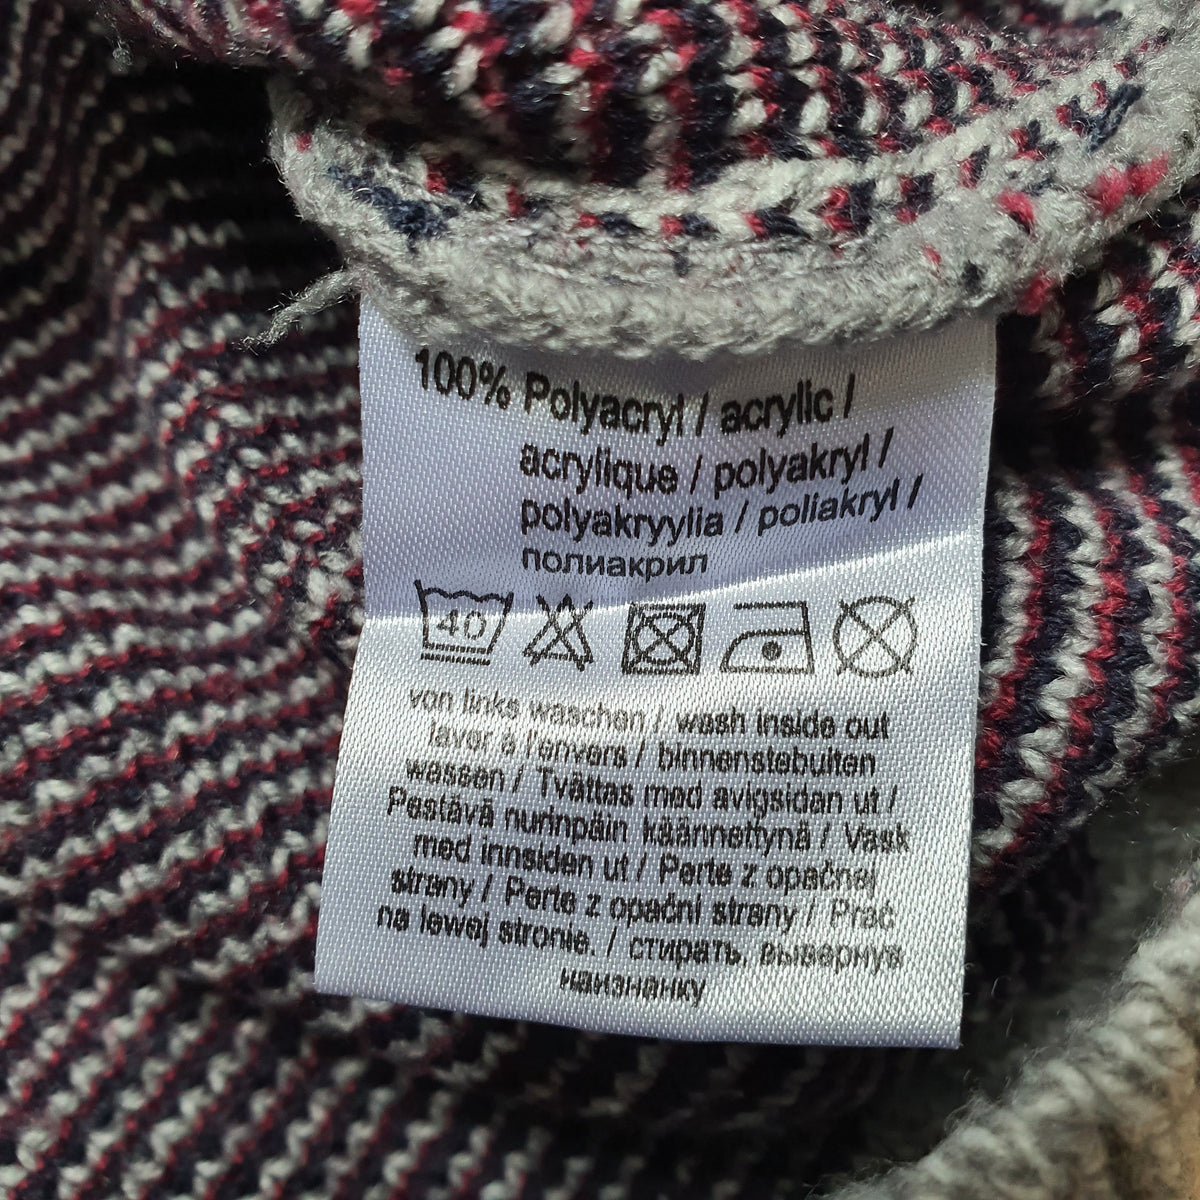 100% Polyacryl / acrylic /
acrylique / polyakryl /
polyakryylia / poliakryl /
полиакрил
40
von links waschen / wash inside out
laver à l'envers / binnenstebuiten
wassen / Tvättas med avigsidan ut /
Pestävä nurinpäin käännettynä / Vask
med innsiden ut / Perte z opačnej
strany / Perte z opační strany / Prać
na lewej stronie. / стирать, вывернув
наизнанку